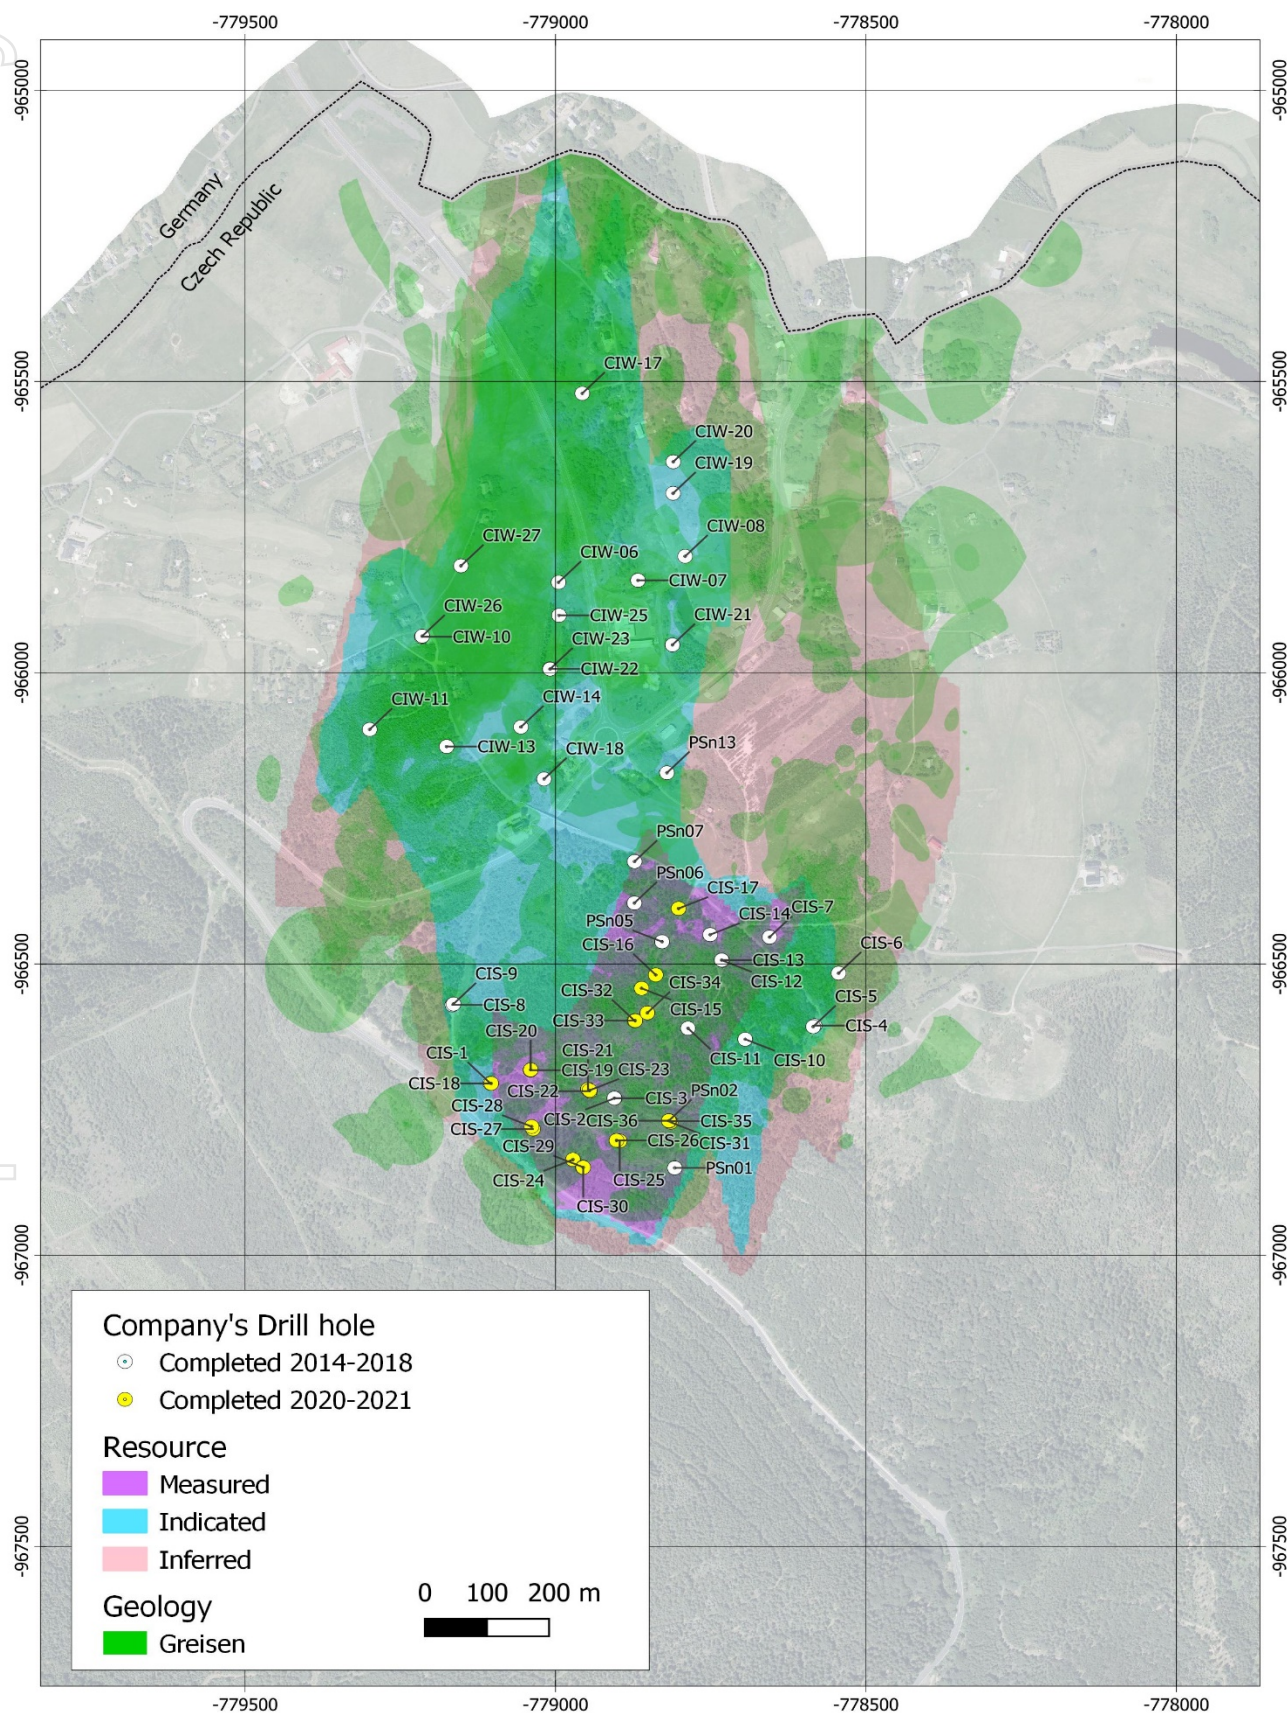 -779500
-779000
-778500
-778000
-965000
-965000
Germany
Czech Republic
CIW-17
-965500
-965500
CIW-20
CIW-19
CIW-08
CIW-27
CIW-06
CIW-07
CIW-26
CIW-25
CIW-21
CIW-10
CIW-23
CIW-22
-966000
-966000
CIW-11
CIW-14
CIW-13
CIW-18
PSn13
PSn07
PSn06
CIS-17
PSn05
CIS-14
CIS-7
CIS-16
CIS-6
CIS-13
-966500
-966500
CIS-9
CIS-34
CIS-12
CIS-32
CIS-5
CIS-8
CIS-15
CIS-33
CIS-4
CIS-20
CIS-11
CIS-10
CIS-1
CIS-21
CIS-19
CIS-23
CIS-18
CIS-22
PSn02
CIS-28
CIS-3
CIS-2
CIS-36
CIS-35
CIS-27
CIS-29
CIS-26
CIS-31
CIS-24
CIS-25
PSn01
CIS-30
-967000
-967000
Company's Drill hole
Completed 2014-2018
Completed 2020-2021
Resource
Measured
Indicated
Inferred
-967500
-967500
Geology
0 100 200 m
Greisen
-779500
-779000
-778500
-778000